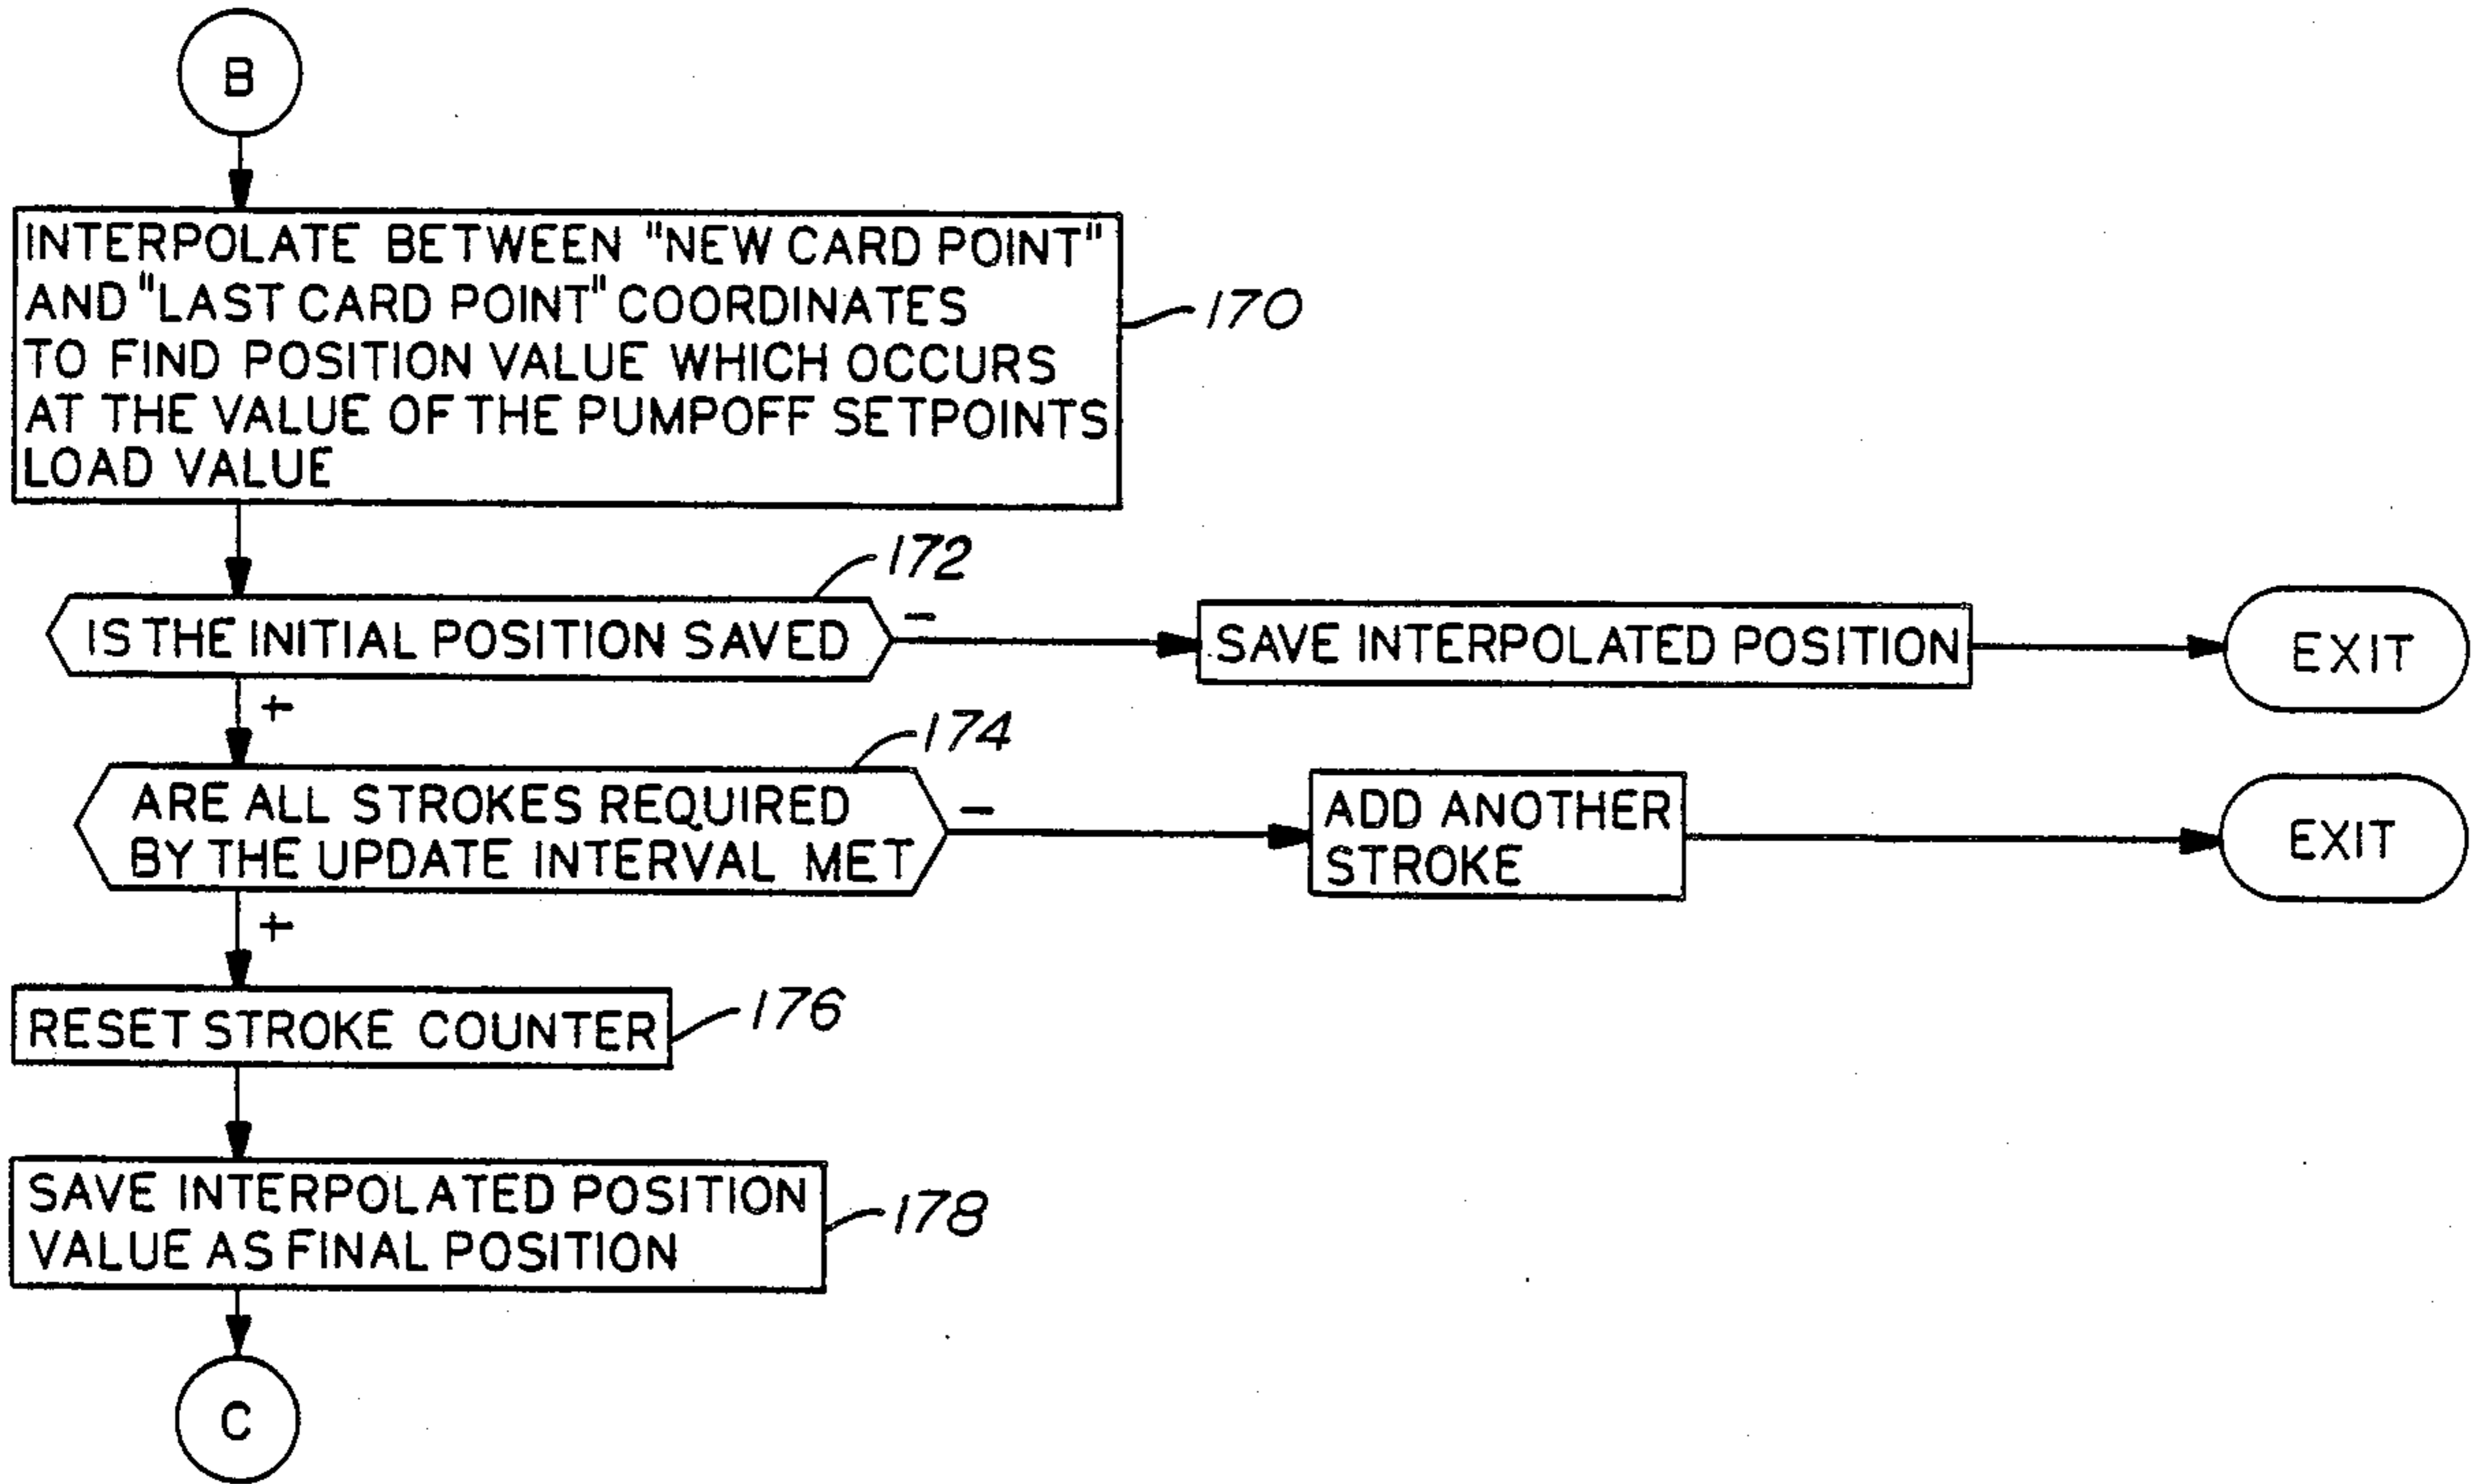 B
INTERPOLATE BETWEEN "NEW CARD POINT"
AND "LAST CARD POINT" COORDINATES
TO FIND POSITION VALUE WHICH OCCURS
AT THE VALUE OF THE PUMPOFF SETPOINTS
LOAD VALUE
170
172
IS THE INITIAL POSITION SAVED
-
SAVE INTERPOLATED POSITION
EXIT
+
174
ARE ALL STROKES REQUIRED
BY THE UPDATE INTERVAL MET
-
ADD ANOTHER
STROKE
EXIT
+
RESET STROKE COUNTER
176
SAVE INTERPOLATED POSITION
VALUE AS FINAL POSITION
178
C